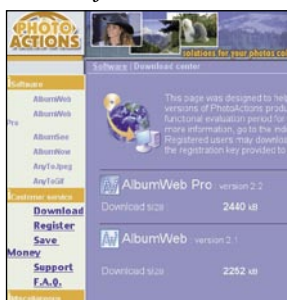 PHOTO
ACTIONS
solutions for your photos col
Software | Download center
Software
AlbumWeb
AlbumWeb
Pro
AlbumSee
AlbumNow
AnyToJpeg
AnyToGif
Customer service
Download
Register
Save
Money
Support
F.A.Q.
Miscellaneous
This page was designed to help
versions of PhotoActions produ
functional evaluation period for
more information, go to the indi
Registered users may downloa
the registration key provided to
AlbumWeb Pro version 2.2
Download size 2440 kB
AlbumWeb version 2.1
Download size 2252 kB